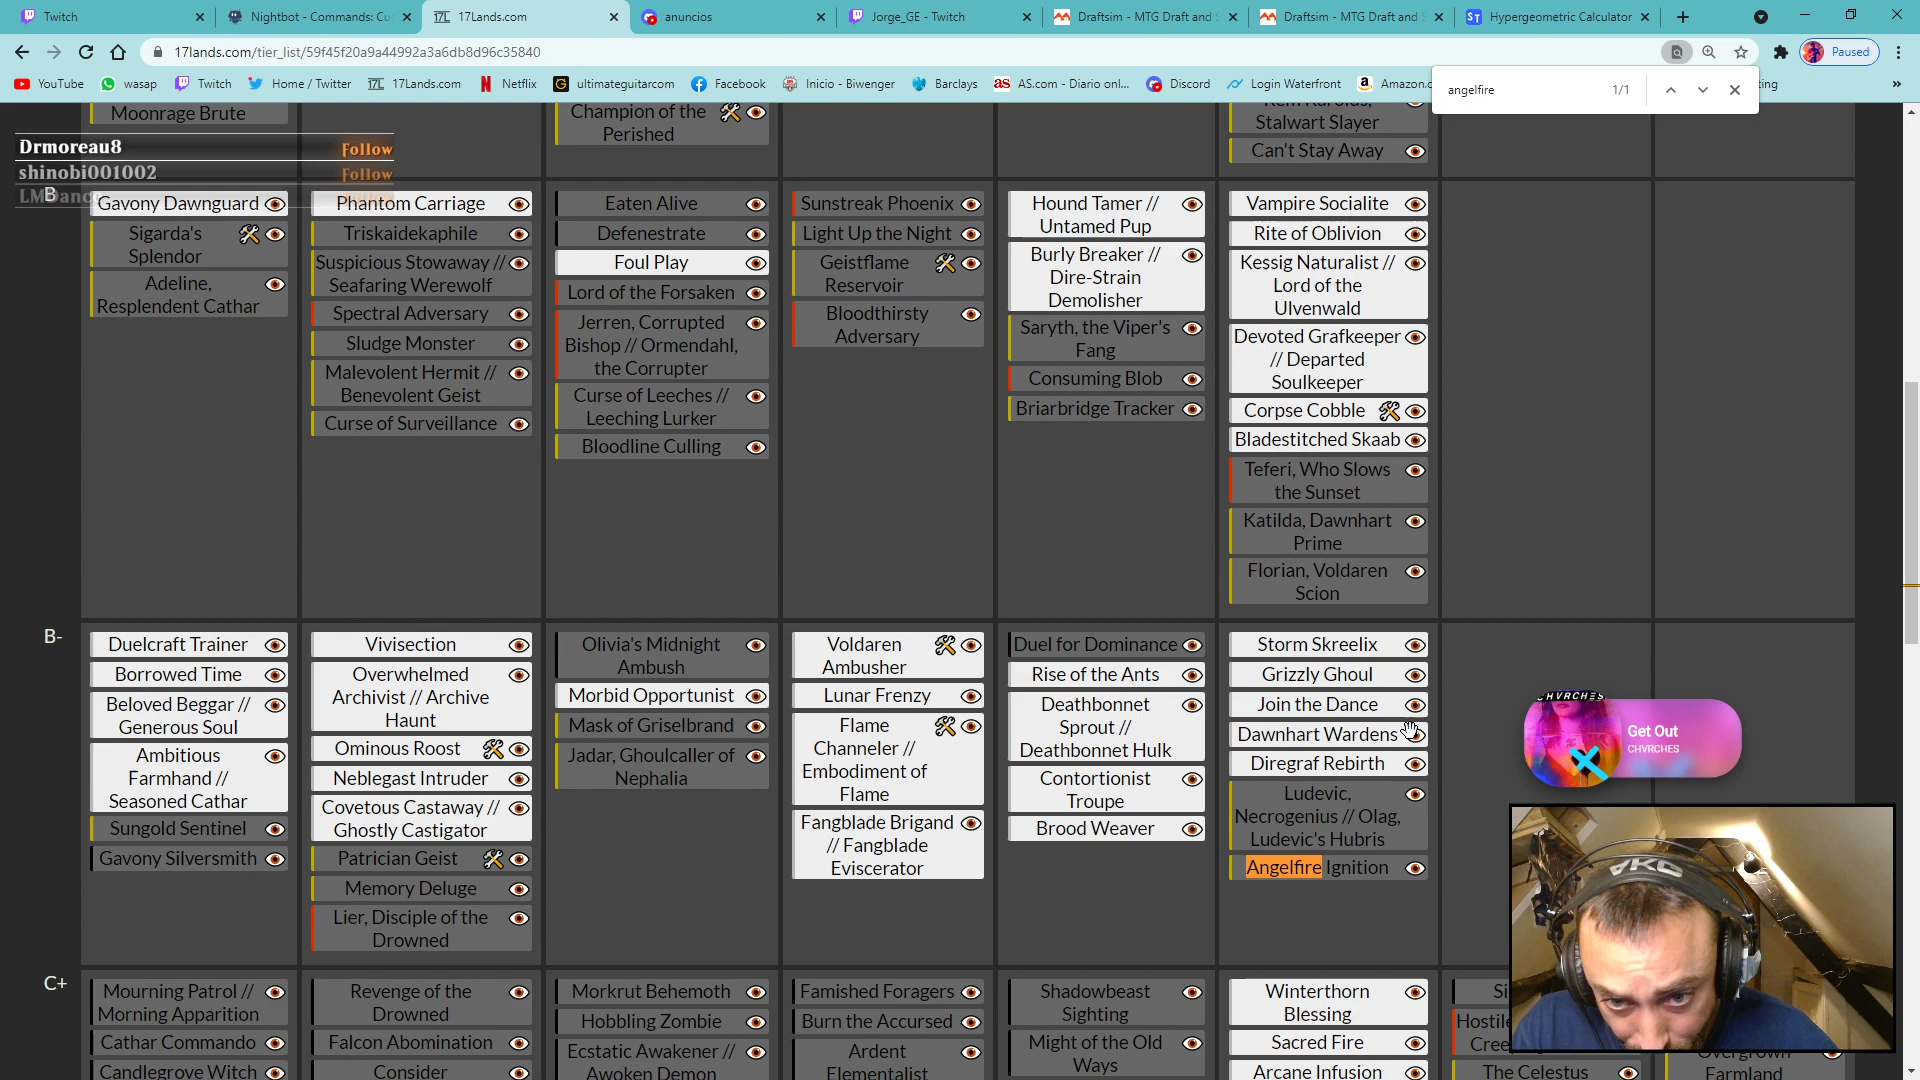 Twitch
Nightbot - Commands: Cu
17Lands.com
anuncios
Jorge_GE - Twitch
Draftsim - MTG Draft and S
Draftsim - MTG Draft and S
Hypergeometric Calculator
17lands.com/tier_list/59f45f20a9a44992a3a6db8d96c35840
Paused
YouTube
wasap
Twitch
Home / Twitter
17Lands.com
Netflix
ultimateguitarcom
Facebook
Inicio - Biwenger
Barclays
AS.com - Diario onl...
Discord
Login Waterfront
Amazon.c
angelfire
1/1
Moonrage Brute
Champion of the
Perished
Stalwart Slayer
Can't Stay Away
Drmoreau8 Follow
shinobi001002 Follow
B
Gavony Dawnguard
Sigarda's
Splendor
Adeline,
Resplendent Cathar
Phantom Carriage
Triskaidekaphile
Suspicious Stowaway //
Seafaring Werewolf
Spectral Adversary
Sludge Monster
Malevolent Hermit //
Benevolent Geist
Curse of Surveillance
Eaten Alive
Defenestrate
Foul Play
Lord of the Forsaken
Jerren, Corrupted
Bishop // Ormendahl,
the Corrupter
Curse of Leeches //
Leeching Lurker
Bloodline Culling
Sunstreak Phoenix
Light Up the Night
Geistflame
Reservoir
Bloodthirsty
Adversary
Hound Tamer //
Untamed Pup
Burly Breaker //
Dire-Strain
Demolisher
Saryth, the Viper's
Fang
Consuming Blob
Briarbridge Tracker
Vampire Socialite
Rite of Oblivion
Kessig Naturalist //
Lord of the
Ulvenwald
Devoted Grafkeeper
// Departed
Soulkeeper
Corpse Cobble
Bladestitched Skaab
Teferi, Who Slows
the Sunset
Katilda, Dawnhart
Prime
Florian, Voldaren
Scion
B-
Duelcraft Trainer
Borrowed Time
Beloved Beggar //
Generous Soul
Ambitious
Farmhand //
Seasoned Cathar
Sungold Sentinel
Gavony Silversmith
Vivisection
Overwhelmed
Archivist // Archive
Haunt
Ominous Roost
Neblegast Intruder
Covetous Castaway //
Ghostly Castigator
Patrician Geist
Memory Deluge
Lier, Disciple of the
Drowned
Olivia's Midnight
Ambush
Morbid Opportunist
Mask of Griselbrand
Jadar, Ghoulcaller of
Nephalia
Voldaren
Ambusher
Lunar Frenzy
Flame
Channeler //
Embodiment of
Flame
Fangblade Brigand
// Fangblade
Eviscerator
Duel for Dominance
Rise of the Ants
Deathbonnet
Sprout //
Deathbonnet Hulk
Contortionist
Troupe
Brood Weaver
Storm Skreelix
Grizzly Ghoul
Join the Dance
Dawnhart Wardens
Diregraf Rebirth
Ludevic,
Necrogenius // Olag,
Ludevic's Hubris
Angelfire Ignition
CHVRCHES
Get Out
CHVRCHES
C+
Mourning Patrol //
Morning Apparition
Cathar Commando
Candlegrove Witch
Revenge of the
Drowned
Falcon Abomination
Consider
Morkrut Behemoth
Hobbling Zombie
Ecstatic Awakener //
Awoken Demon
Famished Foragers
Burn the Accursed
Ardent
Elementalist
Shadowbeast
Sighting
Might of the Old
Ways
Winterthorn
Blessing
Sacred Fire
Arcane Infusion
The Celestus
Overgrown
Farmland